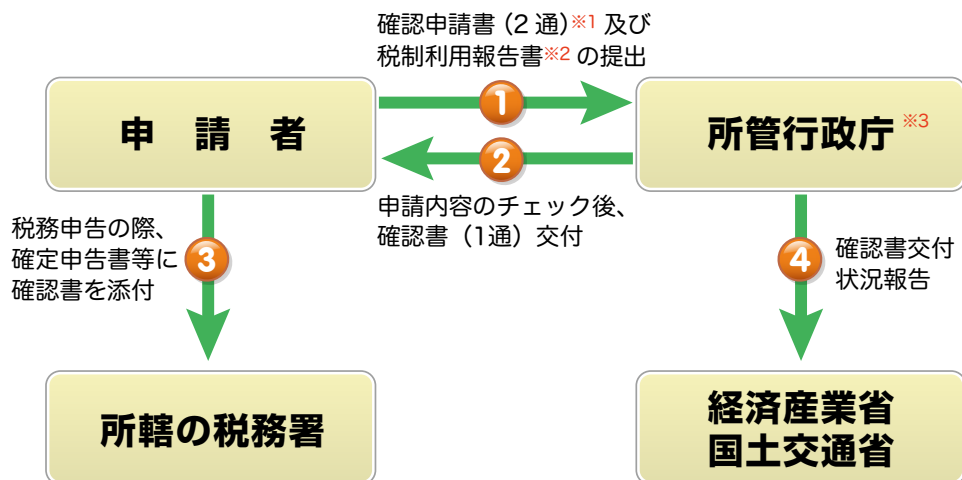 確認申請書（2通）※1 及び
税制利用報告書※2 の提出
1
申 請 者
所管行政庁 ※3
2
申請内容のチェック後、
確認書（1通）交付
税務申告の際、
確定申告書等に
確認書を添付
3
4
確認書交付
状況報告
所轄の税務署
経済産業省
国土交通省